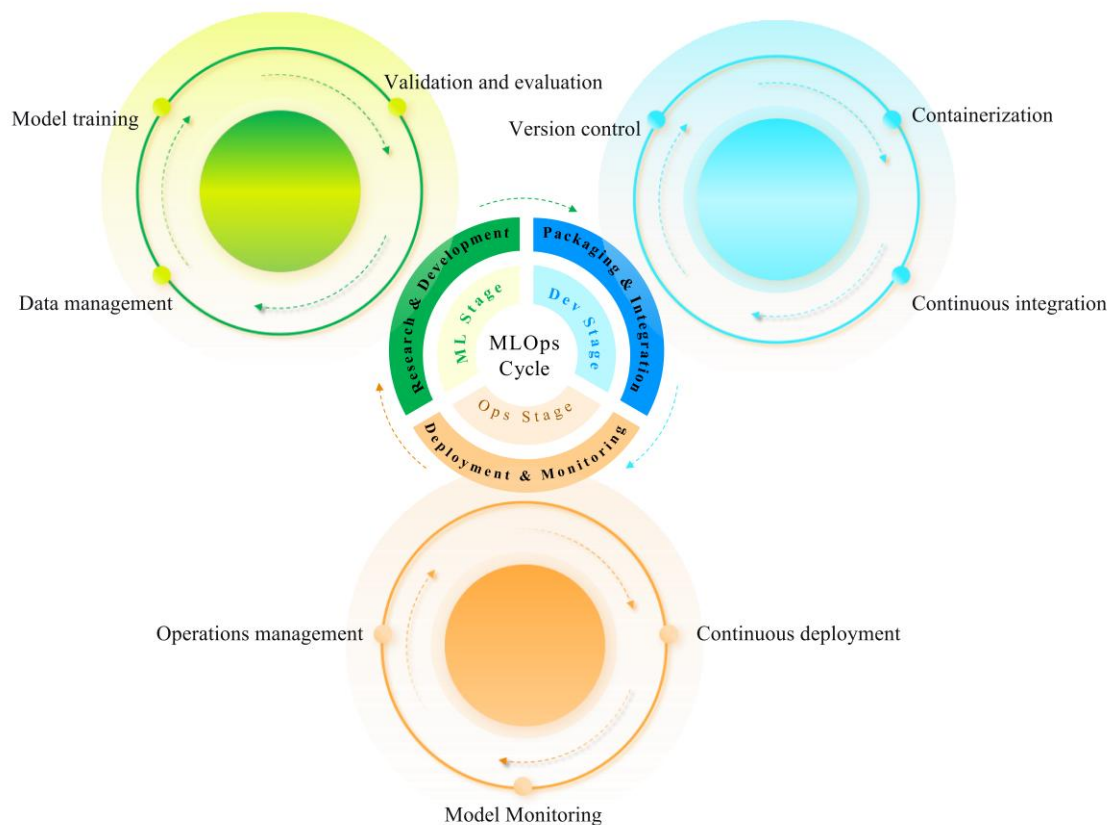 Validation and evaluation
Model training
Data management
Version control
Containerization
Continuous integration
Research & Development
Packaging & Integration
ML Stage
Dev Stage
MLOps
Cycle
Ops Stage
Deployment & Monitoring
Operations management
Continuous deployment
Model Monitoring